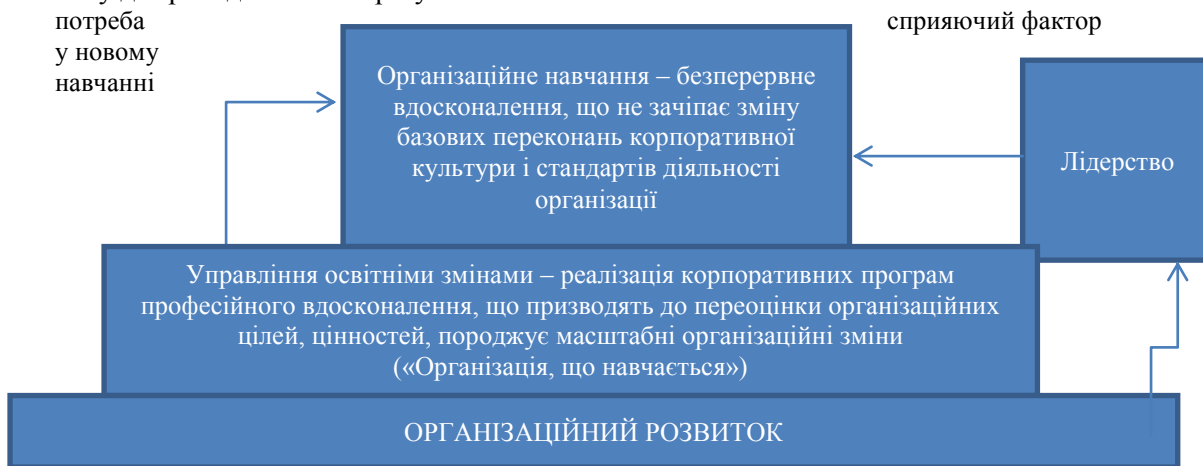 потреба
у новому
навчанні
сприяючий фактор
Організаційне навчання – безперервне
вдосконалення, що не зачіпає зміну
базових переконань корпоративної
культури і стандартів діяльності
організації
Лідерство
Управління освітніми змінами – реалізація корпоративних програм
професійного вдосконалення, що призводять до переоцінки організаційних
цілей, цінностей, породжує масштабні організаційні зміни
(«Організація, що навчається»)
ОРГАНІЗАЦІЙНИЙ РОЗВИТОК